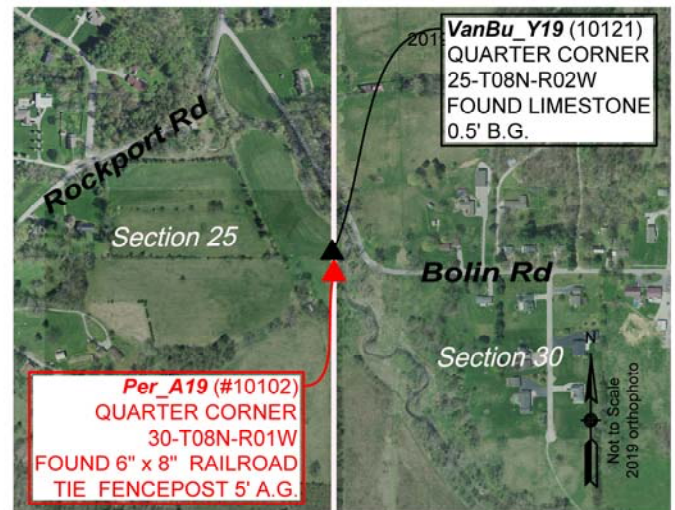 VanBu_Y19 (10121)
QUARTER CORNER
25-T08N-R02W
FOUND LIMESTONE
0.5' B.G.
2019
Rockport Rd
Section 25
Bolin Rd
Section 30
Per_A19 (#10102)
QUARTER CORNER
30-T08N-R01W
FOUND 6" x 8" RAILROAD
TIE FENCEPOST 5' A.G.
N
Not to Scale
2019 orthophoto